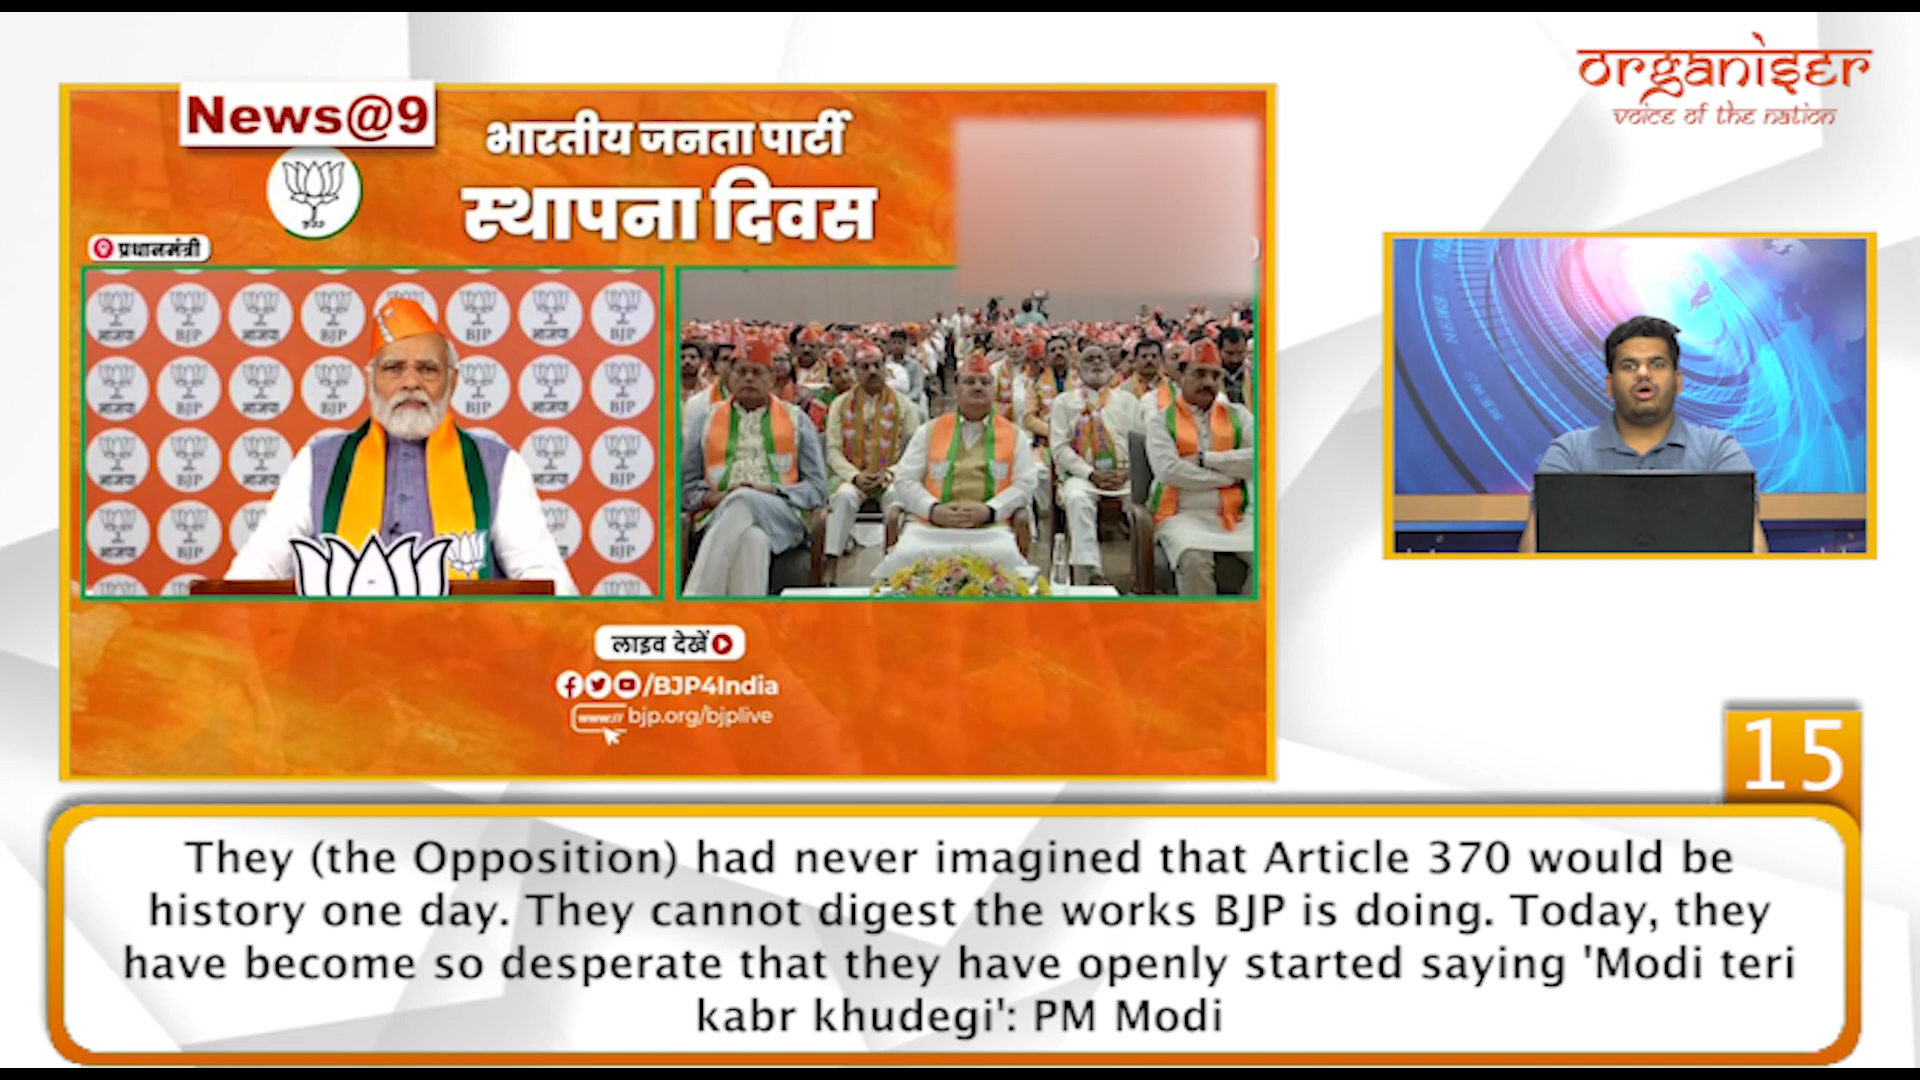 organiser
voice of the nation
News@9
भारतीय जनता पार्टी
स्थापना दिवस
प्रधानमंत्री
लाइव देखें
/BJP4India
www.// bjp.org/bjplive
15
They (the Opposition) had never imagined that Article 370 would be
history one day. They cannot digest the works BJP is doing. Today, they
have become so desperate that they have openly started saying 'Modi teri
kabr khudegi': PM Modi